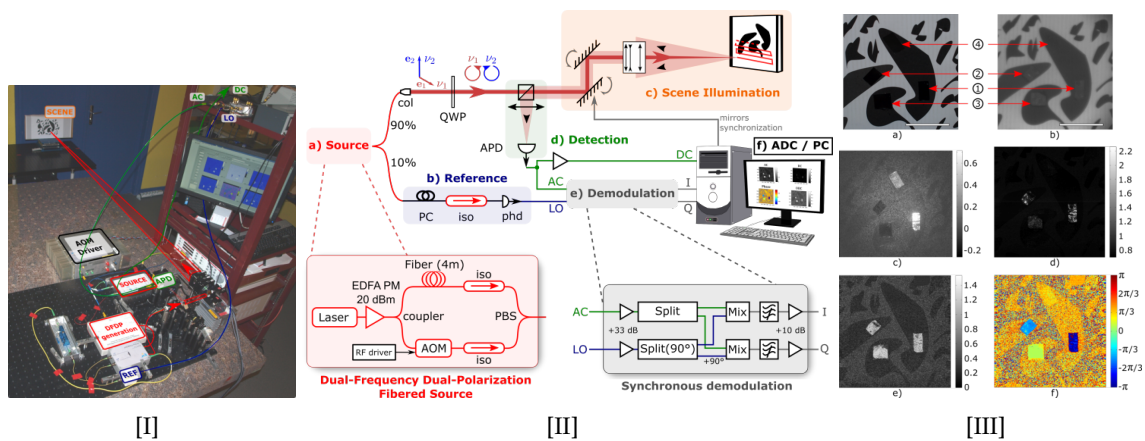 SCENE
AC
DC
LO
AOM
Driver
SOURCE
APD
DFDP
generation
REF
[I]
e₂ ν₁ ν₂
e₁ ν₁
col
QWP
90%
a) Source
10%
APD
d) Detection
c) Scene Illumination
mirrors
synchronization
f) ADC / PC
DC
AC
LO
b) Reference
PC
iso
phd
e) Demodulation
I
Q
Fiber (4m)
iso
EDFA PM
20 dBm
Laser
coupler
PBS
RF driver
AOM
iso
Dual-Frequency Dual-Polarization
Fibered Source
AC
+33 dB
Split
Mix
+10 dB
I
LO
Split(90°)
+90°
Mix
Q
Synchronous demodulation
[II]
④
②
①
③
a)
b)
0.6
0.4
0.2
0
-0.2
c)
2.2
2
1.8
1.6
1.4
1.2
1
0.8
d)
1.4
1.2
1
0.8
0.6
0.4
0.2
0
e)
π
2π/3
π/3
0
-π/3
-2π/3
-π
f)
[III]